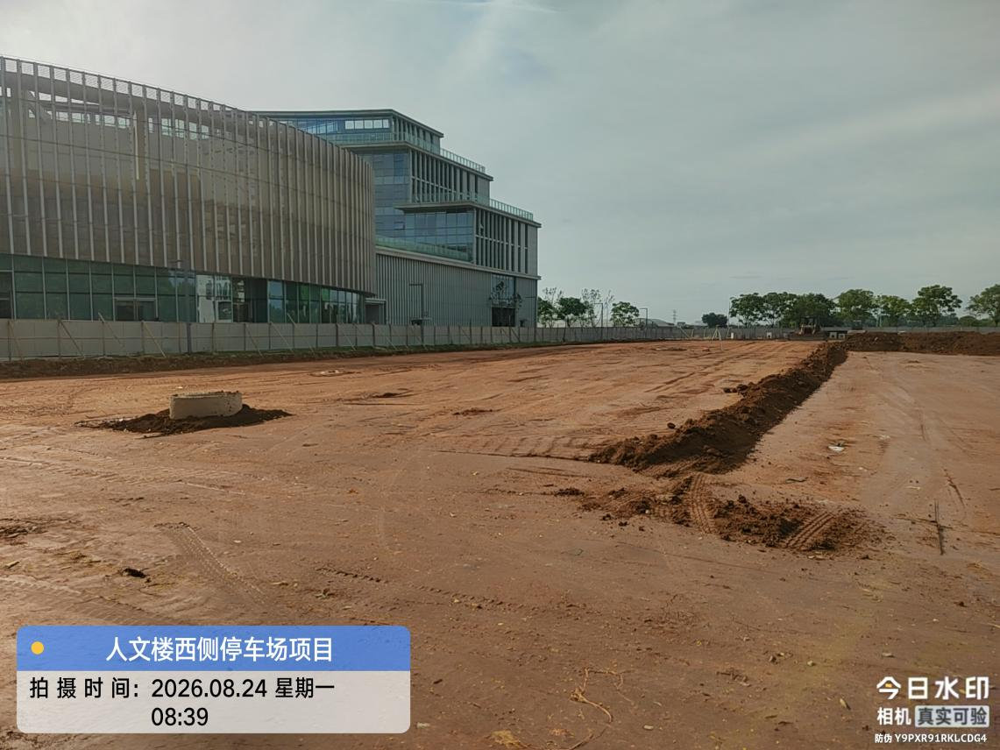 人文楼西侧停车场项目
拍摄时间：2026.08.24 星期一
08:39
今日水印
相机 真实可验
防伪 Y9PXR91RKLCDG4